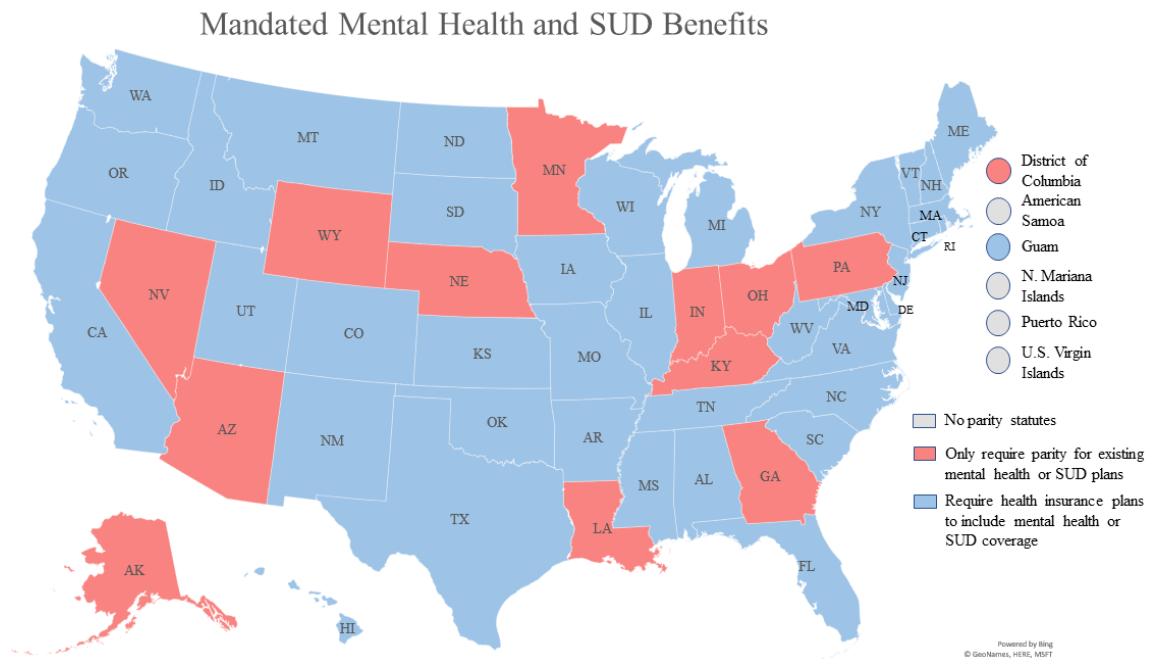 Mandated Mental Health and SUD Benefits
WA
MT
ND
MN
ME
OR
ID
SD
WI
MI
VT
NH
NY
MA
CT
RI
WY
IA
NE
PA
NJ
NV
UT
CO
IL
IN
OH
MD
DE
CA
KS
MO
WV
VA
KY
AZ
NM
OK
AR
TN
NC
SC
MS
AL
GA
TX
LA
FL
AK
HI
District of
Columbia
American
Samoa
Guam
N. Mariana
Islands
Puerto Rico
U.S. Virgin
Islands
No parity statutes
Only require parity for existing
mental health or SUD plans
Require health insurance plans
to include mental health or
SUD coverage
Powered by Bing
© GeoNames, HERE, MSFT